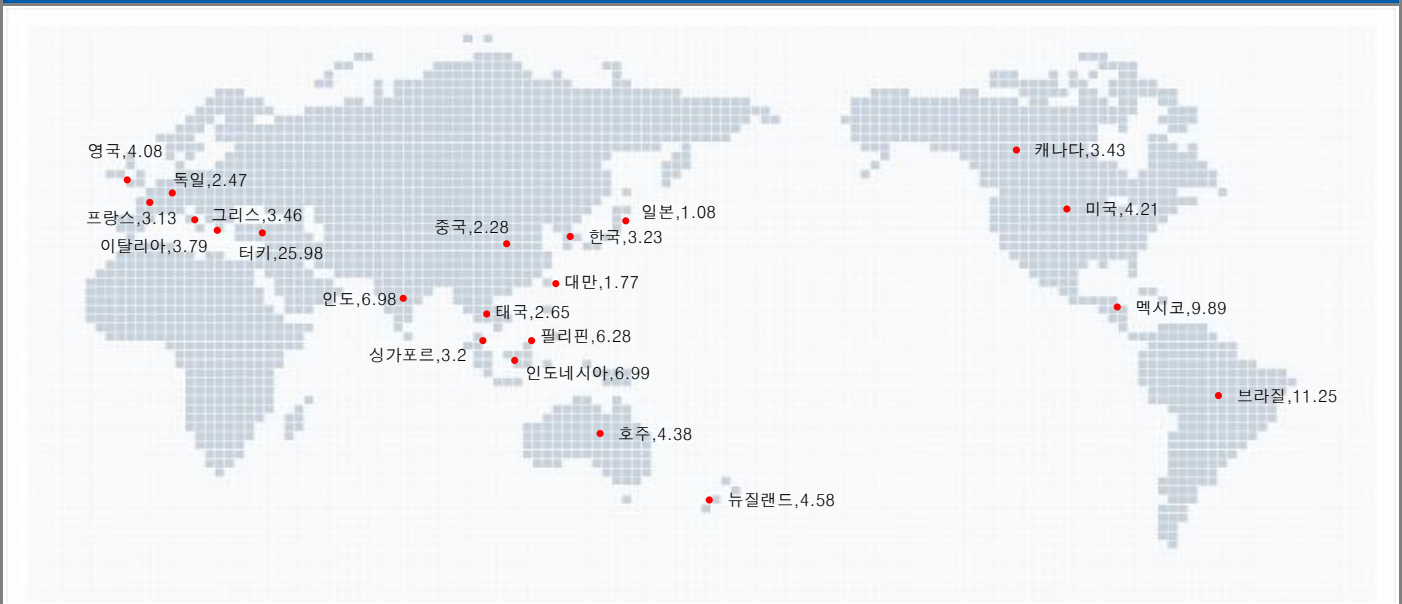 영국,4.08
캐나다,3.43
독일,2.47
프랑스,3.13
그리스,3.46
일본,1.08
미국,4.21
이탈리아,3.79
터키,25.98
중국,2.28
한국,3.23
대만,1.77
인도,6.98
태국,2.65
멕시코,9.89
싱가포르,3.2
필리핀,6.28
인도네시아,6.99
브라질,11.25
호주,4.38
뉴질랜드,4.58